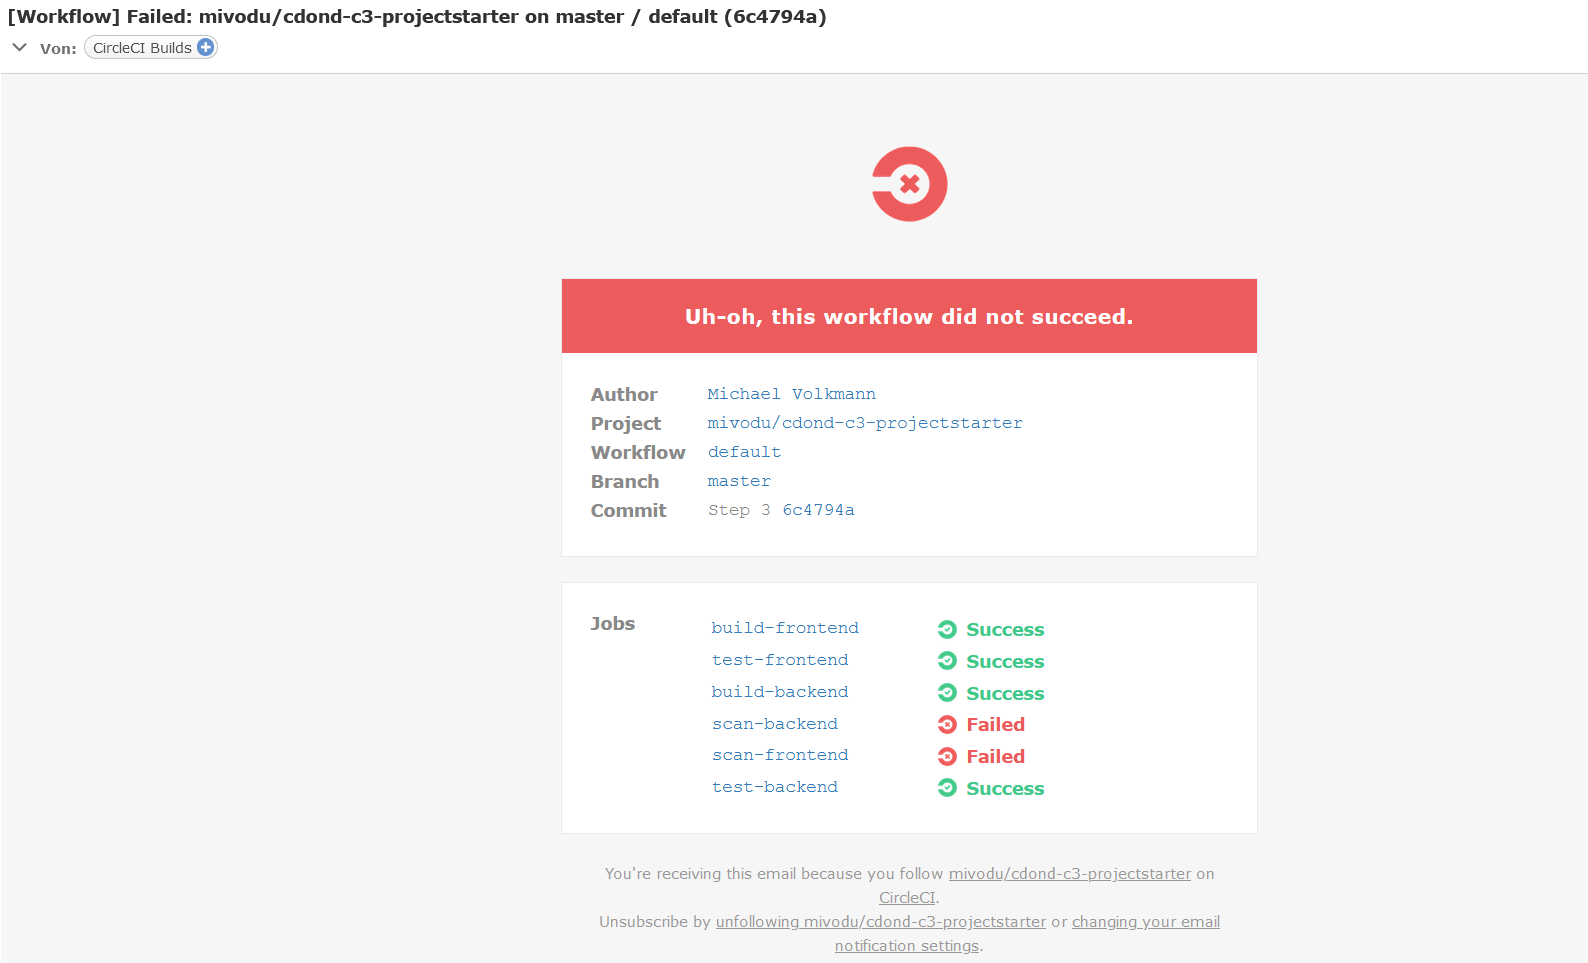 [Workflow] Failed: mivodu/cdond-c3-projectstarter on master / default (6c4794a)
Von: CircleCI Builds
Uh-oh, this workflow did not succeed.
Author Michael Volkmann
Project mivodu/cdond-c3-projectstarter
Workflow default
Branch master
Commit Step 3 6c4794a
Jobs
build-frontend Success
test-frontend Success
build-backend Success
scan-backend Failed
scan-frontend Failed
test-backend Success
You're receiving this email because you follow mivodu/cdond-c3-projectstarter on
CircleCI.
Unsubscribe by unfollowing mivodu/cdond-c3-projectstarter or changing your email
notification settings.